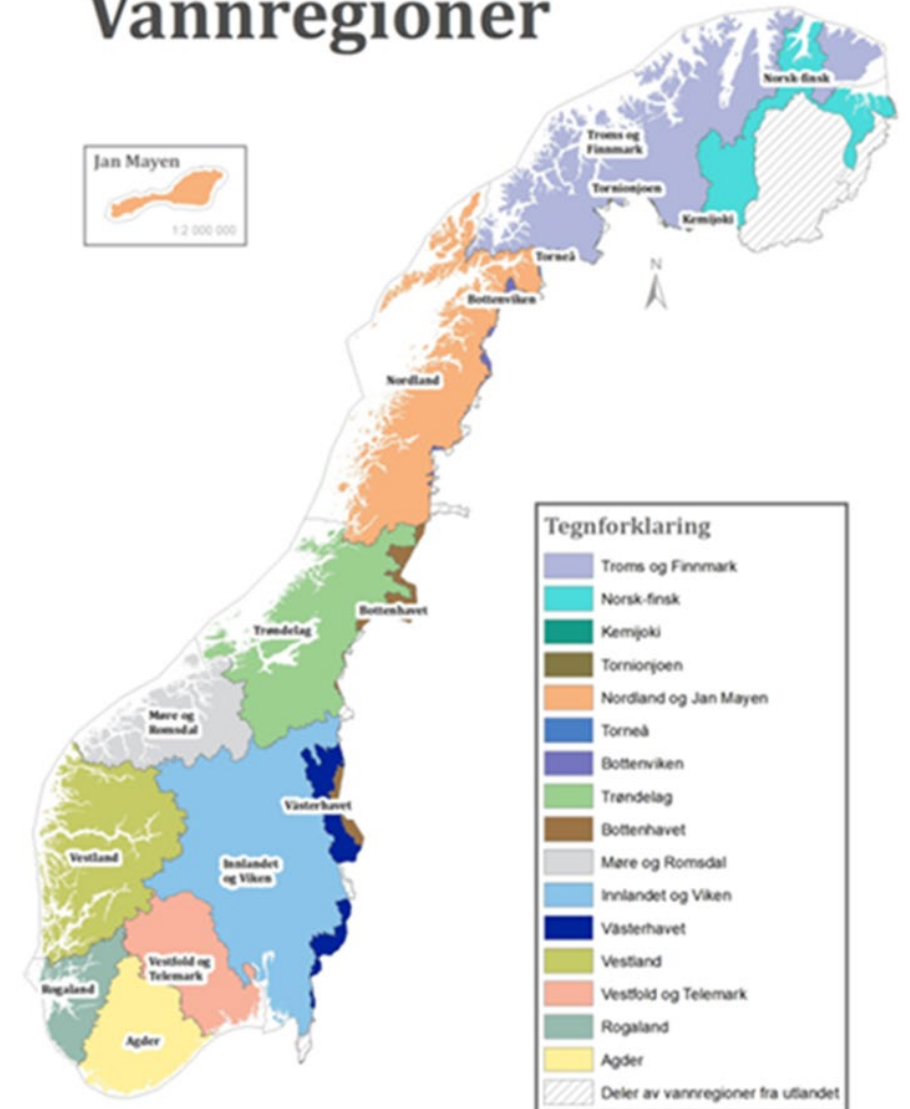 Vannregioner
Jan Mayen
1:2 000 000
Norsk-finsk
Troms og
Finnmark
Tornionjoen
Kemijoki
Torneå
N
Bottenviken
Nordland
Bottenhavet
Trøndelag
Møre og
Romsdal
Västerhavet
Vestland
Innlandet
og Viken
Vestfold og
Telemark
Rogaland
Agder
Tegnforklaring
Troms og Finnmark
Norsk-finsk
Kemijoki
Tornionjoen
Nordland og Jan Mayen
Torneå
Bottenviken
Trøndelag
Bottenhavet
Møre og Romsdal
Innlandet og Viken
Västerhavet
Vestland
Vestfold og Telemark
Rogaland
Agder
Deler av vannregioner fra utlandet